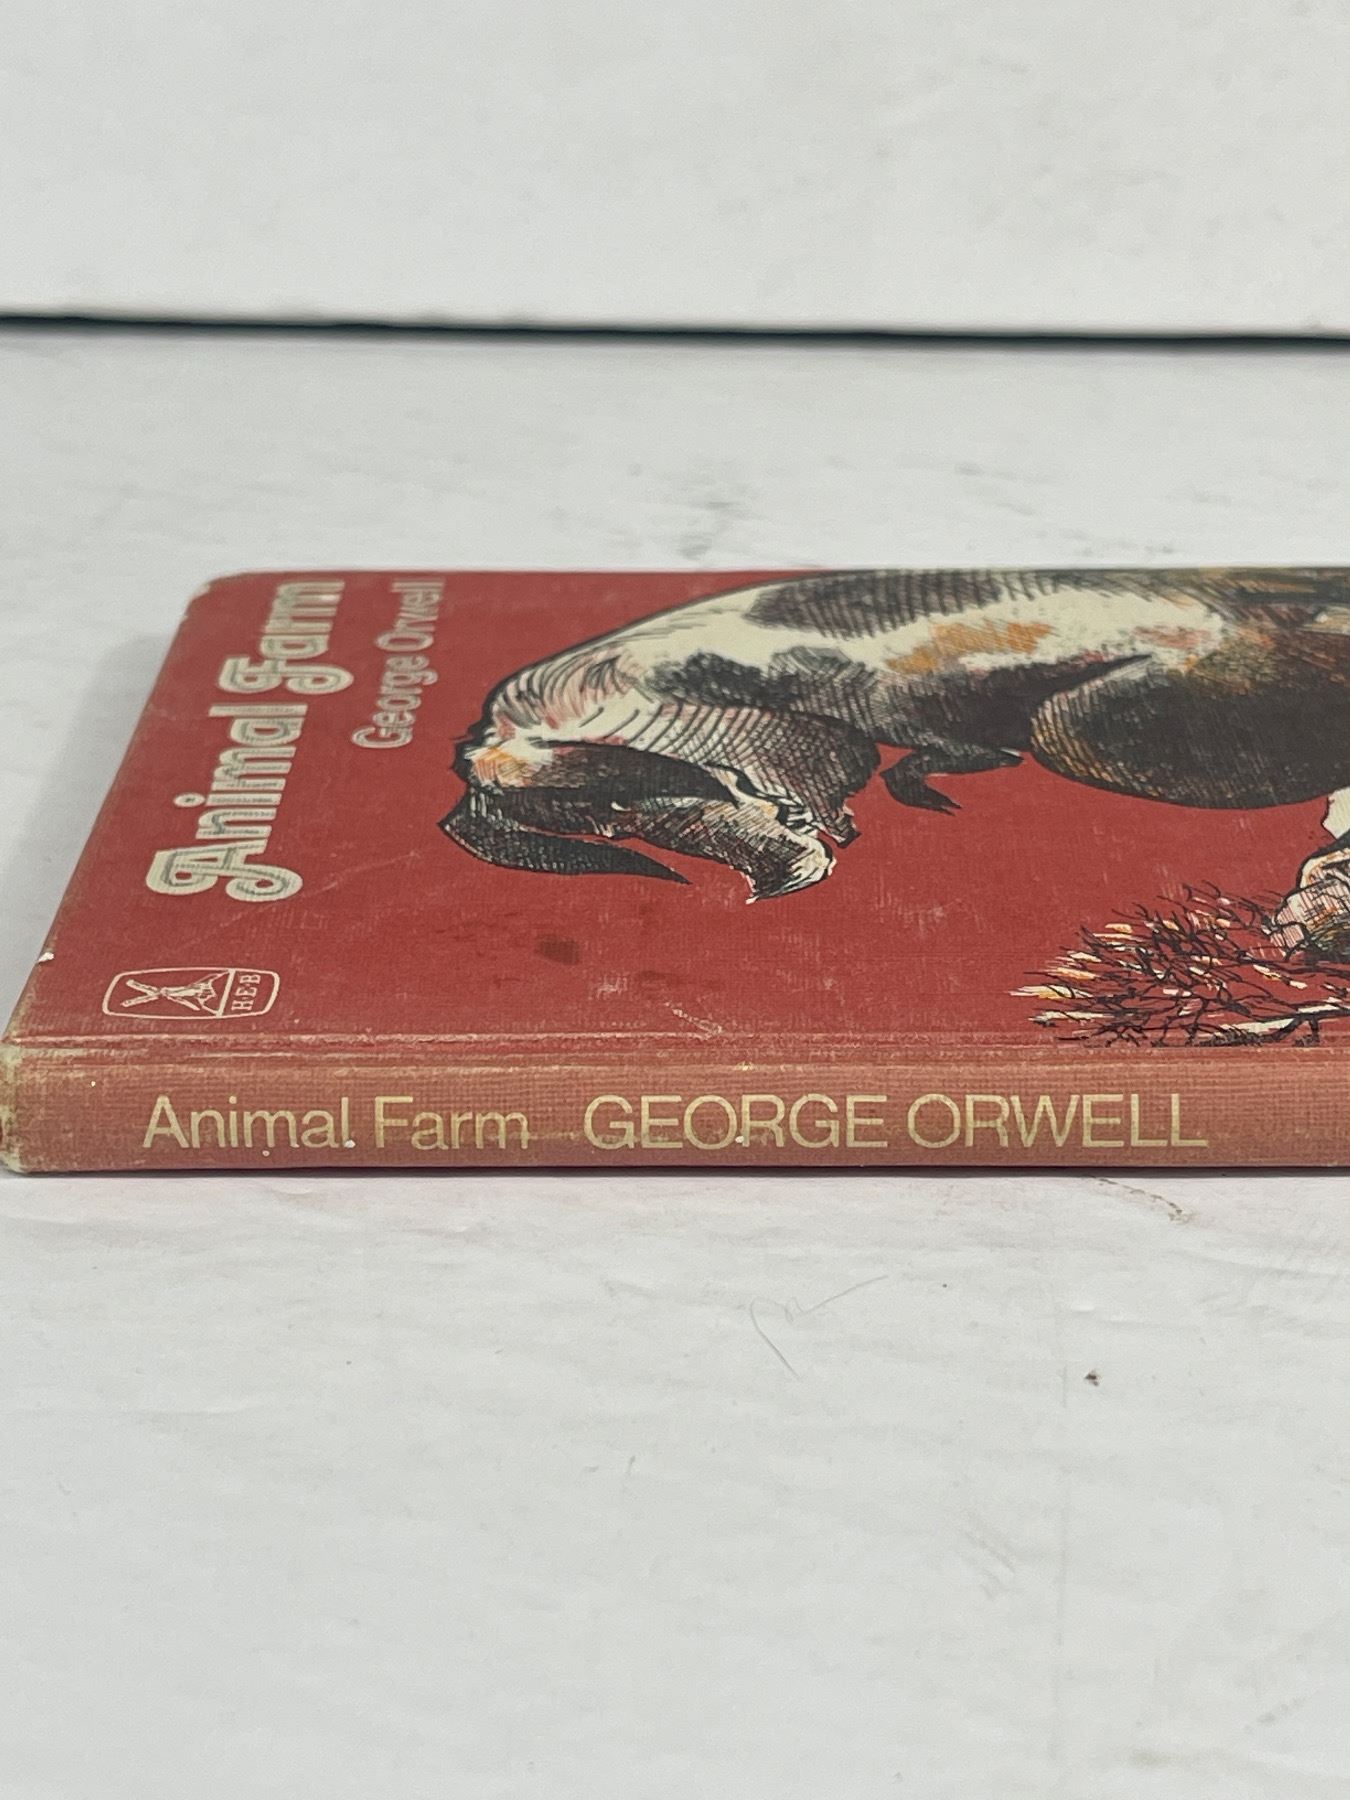 Animal Farm
George Orwell
H·E·B
Animal Farm GEORGE ORWELL